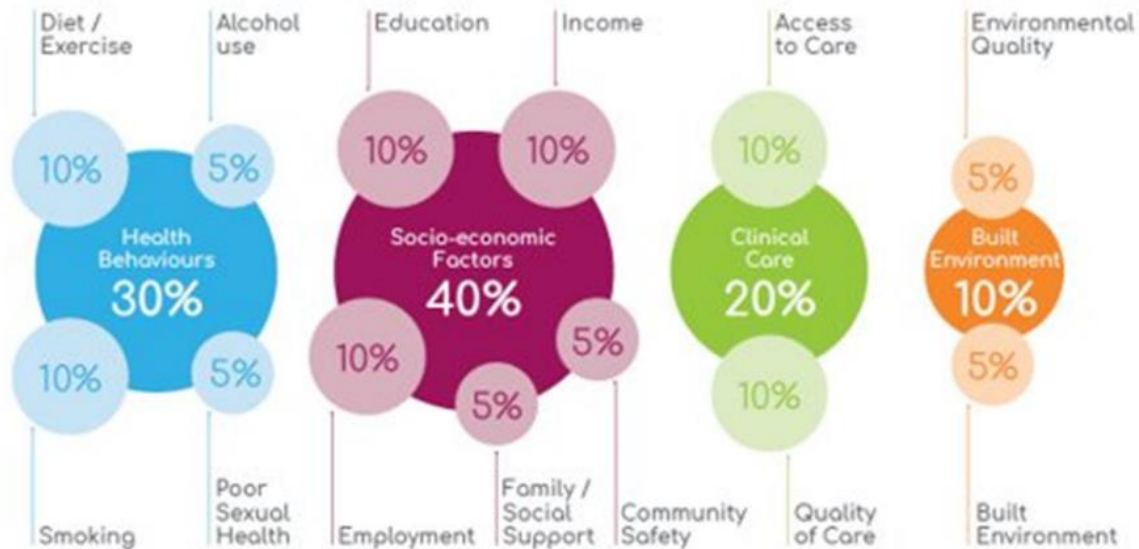 Diet /
Exercise
Alcohol
use
Education
Income
Access
to Care
Environmental
Quality
10%
5%
10%
10%
10%
5%
Health
Behaviours
30%
Socio-economic
Factors
40%
Clinical
Care
20%
Built
Environment
10%
10%
5%
10%
5%
5%
10%
5%
Smoking
Poor
Sexual
Health
Employment
Family /
Social
Support
Community
Safety
Quality
of Care
Built
Environment